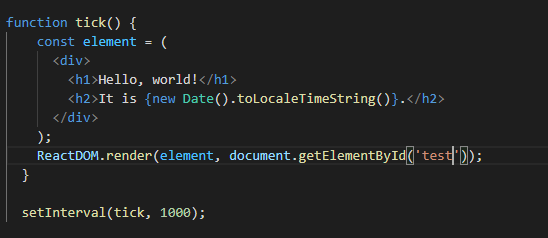 function tick() {
    const element = (
      <div>
        <h1>Hello, world!</h1>
        <h2>It is {new Date().toLocaleTimeString()}.</h2>
      </div>
    );
    ReactDOM.render(element, document.getElementById('test'));
  }

  setInterval(tick, 1000);